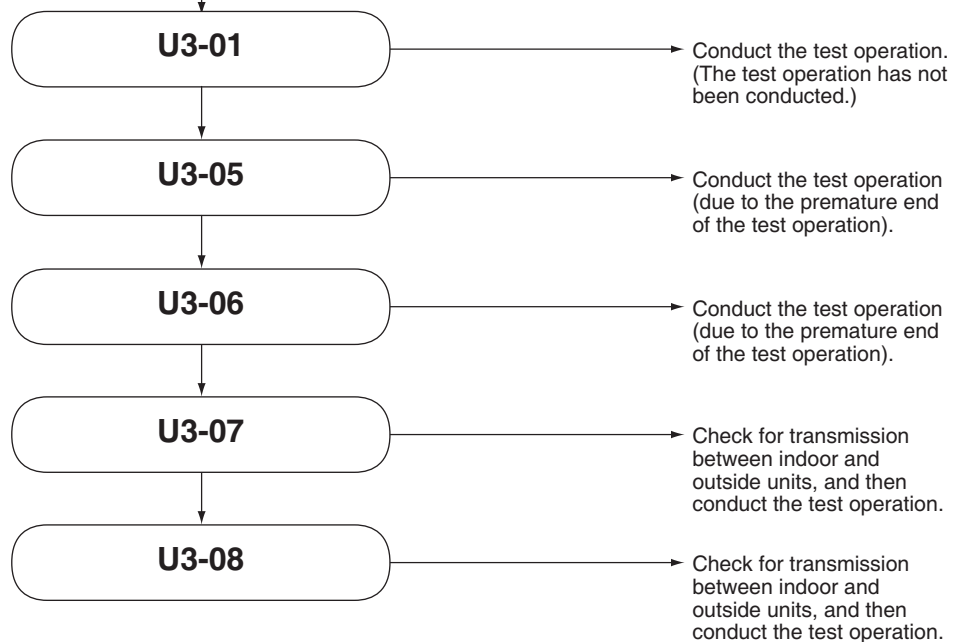 U3-01
Conduct the test operation.
(The test operation has not
been conducted.)
U3-05
Conduct the test operation
(due to the premature end
of the test operation).
U3-06
Conduct the test operation
(due to the premature end
of the test operation).
U3-07
Check for transmission
between indoor and
outside units, and then
conduct the test operation.
U3-08
Check for transmission
between indoor and
outside units, and then
conduct the test operation.